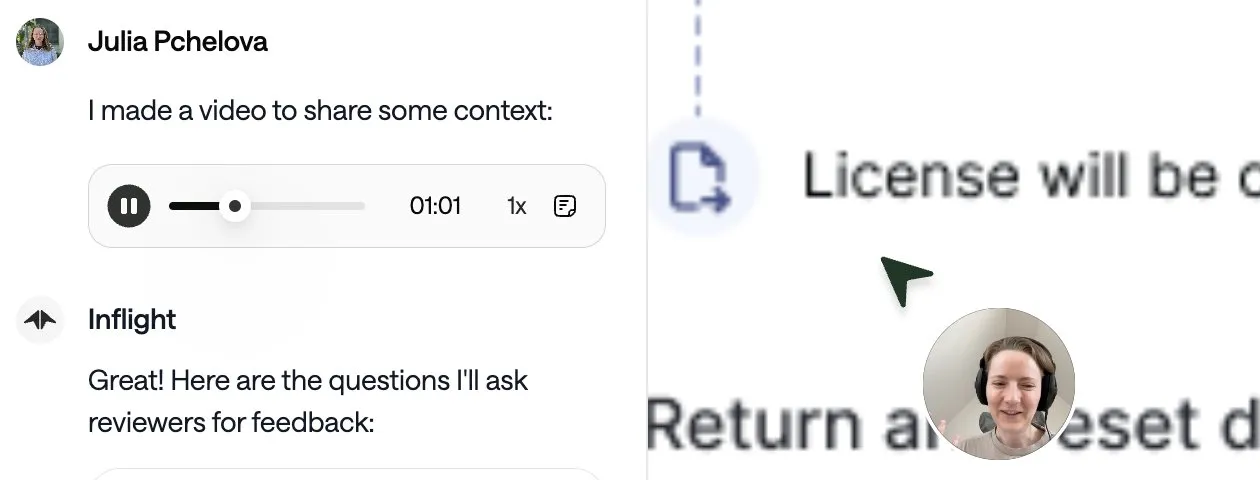 Julia Pchelova
I made a video to share some context:
01:01 1x
Inflight
Great! Here are the questions I'll ask
reviewers for feedback:
License will be
Return eset